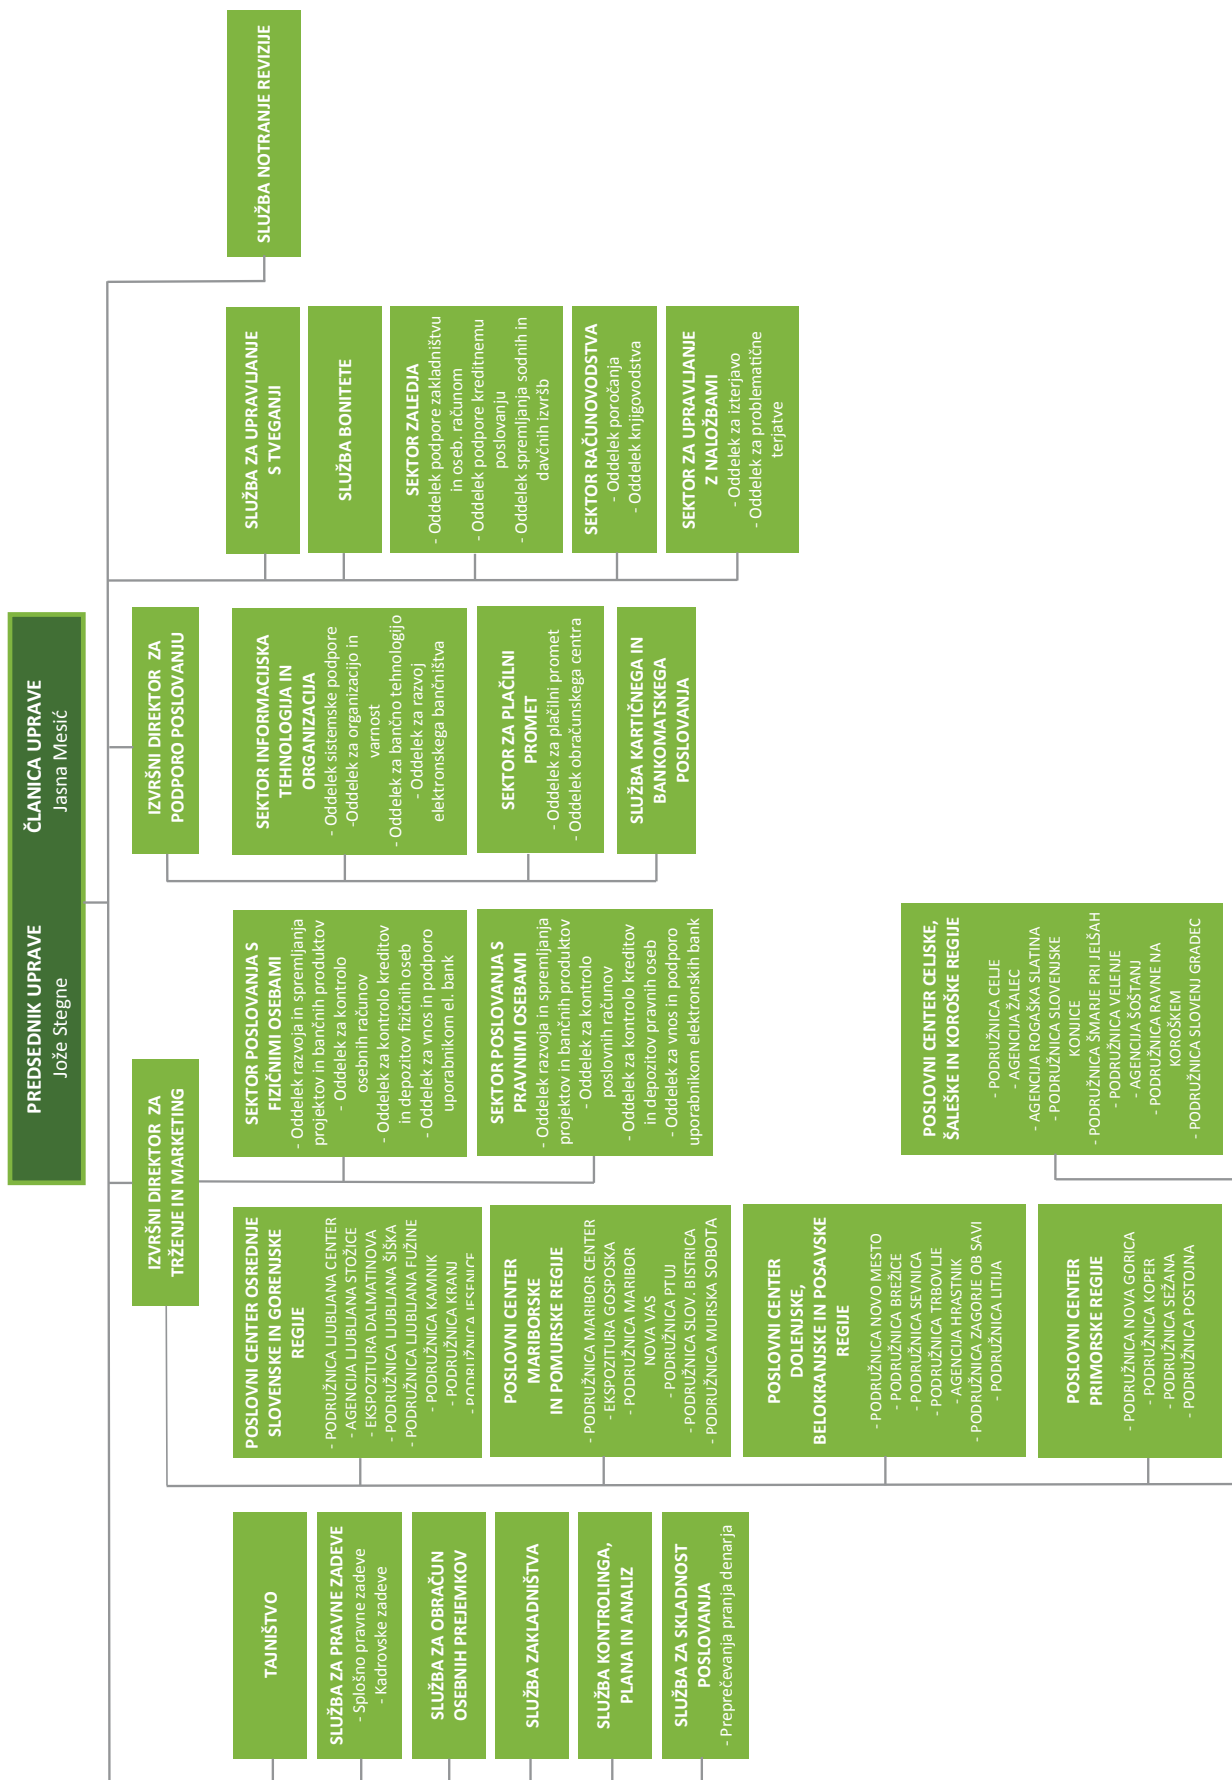 PREDSEDNIK UPRAVE
Jože Stegne
ČLANICA UPRAVE
Jasna Mesić
IZVRŠNI DIREKTOR ZA
TRŽENJE IN MARKETING
IZVRŠNI DIREKTOR ZA
PODPORO POSLOVANJU
TAJNIŠTVO
SLUŽBA ZA PRAVNE ZADEVE
- Splošno pravne zadeve
- Kadrovske zadeve
SLUŽBA ZA OBRAČUN
OSEBNIH PREJEMKOV
SLUŽBA ZAKLADNIŠTVA
SLUŽBA KONTROLINGA,
PLANA IN ANALIZ
SLUŽBA ZA SKLADNOST
POSLOVANJA
- Preprečevanja pranja denarja
POSLOVNI CENTER OSREDNJE
SLOVENSKE IN GORENJSKE
REGIJE
- PODRUŽNICA LJUBLJANA CENTER
- AGENCIJA LJUBLJANA STOŽICE
- EKSPOZITURA DALMATINOVA
- PODRUŽNICA LJUBLJANA ŠIŠKA
- PODRUŽNICA LJUBLJANA FUŽINE
- PODRUŽNICA KAMNIK
- PODRUŽNICA KRANJ
- PODRUŽNICA JESENICE
POSLOVNI CENTER
MARIBORSKE
IN POMURSKE REGIJE
- PODRUŽNICA MARIBOR CENTER
- EKSPOZITURA GOSPOSKA
- PODRUŽNICA MARIBOR
NOVA VAS
- PODRUŽNICA PTUJ
- PODRUŽNICA SLOV. BISTRICA
- PODRUŽNICA MURSKA SOBOTA
POSLOVNI CENTER
DOLENJSKE,
BELOKRANJSKE IN POSAVSKE
REGIJE
- PODRUŽNICA NOVO MESTO
- PODRUŽNICA BREŽICE
- PODRUŽNICA SEVNICA
- PODRUŽNICA TRBOVLJE
- AGENCIJA HRASTNIK
- PODRUŽNICA ZAGORJE OB SAVI
- PODRUŽNICA LITIJA
POSLOVNI CENTER
PRIMORSKE REGIJE
- PODRUŽNICA NOVA GORICA
- PODRUŽNICA KOPER
- PODRUŽNICA SEŽANA
- PODRUŽNICA POSTOJNA
SEKTOR POSLOVANJA S
FIZIČNIMI OSEBAMI
- Oddelek razvoja in spremljanja
projektov in bančnih produktov
- Oddelek za kontrolo
osebnih računov
- Oddelek za kontrolo kreditov
in depozitov fizičnih oseb
- Oddelek za vnos in podporo
uporabnikom el. bank
SEKTOR POSLOVANJA S
PRAVNIMI OSEBAMI
- Oddelek razvoja in spremljanja
projektov in bančnih produktov
- Oddelek za kontrolo
poslovnih računov
- Oddelek za kontrolo kreditov
in depozitov pravnih oseb
- Oddelek za vnos in podporo
uporabnikom elektronskih bank
POSLOVNI CENTER CELJSKE,
ŠALEŠKE IN KOROŠKE REGIJE
- PODRUŽNICA CELJE
- AGENCIJA ŽALEC
- AGENCIJA ROGAŠKA SLATINA
- PODRUŽNICA SLOVENJSKE
KONJICE
- PODRUŽNICA ŠMARJE PRI JELŠAH
- PODRUŽNICA VELENJE
- AGENCIJA ŠOŠTANJ
- PODRUŽNICA RAVNE NA
KOROŠKEM
- PODRUŽNICA SLOVENJ GRADEC
SEKTOR INFORMACIJSKA
TEHNOLOGIJA IN
ORGANIZACIJA
- Oddelek sistemske podpore
-Oddelek za organizacijo in
varnost
- Oddelek za bančno tehnologijo
- Oddelek za razvoj
elektronskega bančništva
SEKTOR ZA PLAČILNI
PROMET
- Oddelek za plačilni promet
- Oddelek obračunskega centra
SLUŽBA KARTIČNEGA IN
BANKOMATSKEGA
POSLOVANJA
SLUŽBA ZA UPRAVLJANJE
S TVEGANJI
SLUŽBA BONITETE
SEKTOR ZALEDJA
- Oddelek podpore zakladništvu
in oseb. računom
- Oddelek podpore kreditnemu
poslovanju
- Oddelek spremljanja sodnih in
davčnih izvršb
SEKTOR RAČUNOVODSTVA
- Oddelek poročanja
- Oddelek knjigovodstva
SEKTOR ZA UPRAVLJANJE
Z NALOŽBAMI
- Oddelek za izterjavo
- Oddelek za problematične
terjatve
SLUŽBA NOTRANJE REVIZIJE